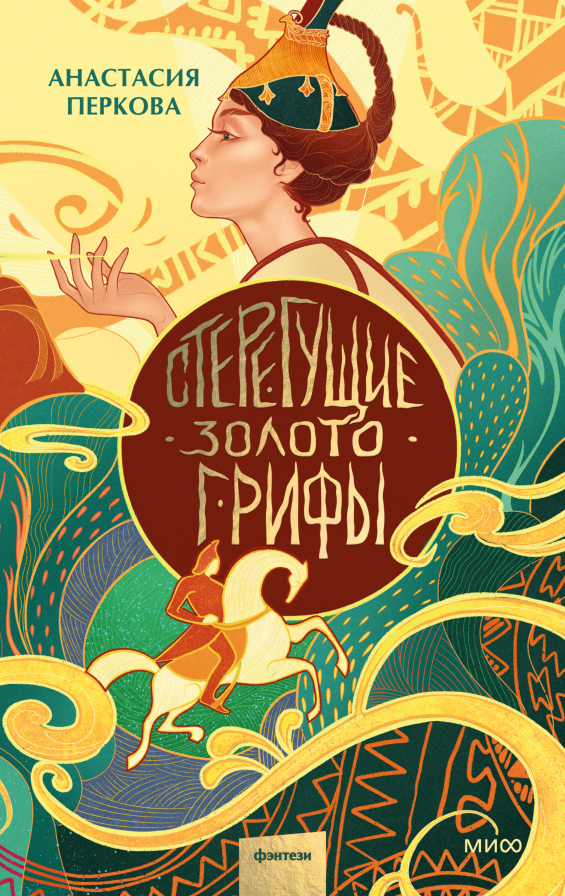 АНАСТАСИЯ
ПЕРКОВА
СТЕРЕГУЩИЕ
ЗОЛОТО
ГРИФЫ
фэнтези
МИФ